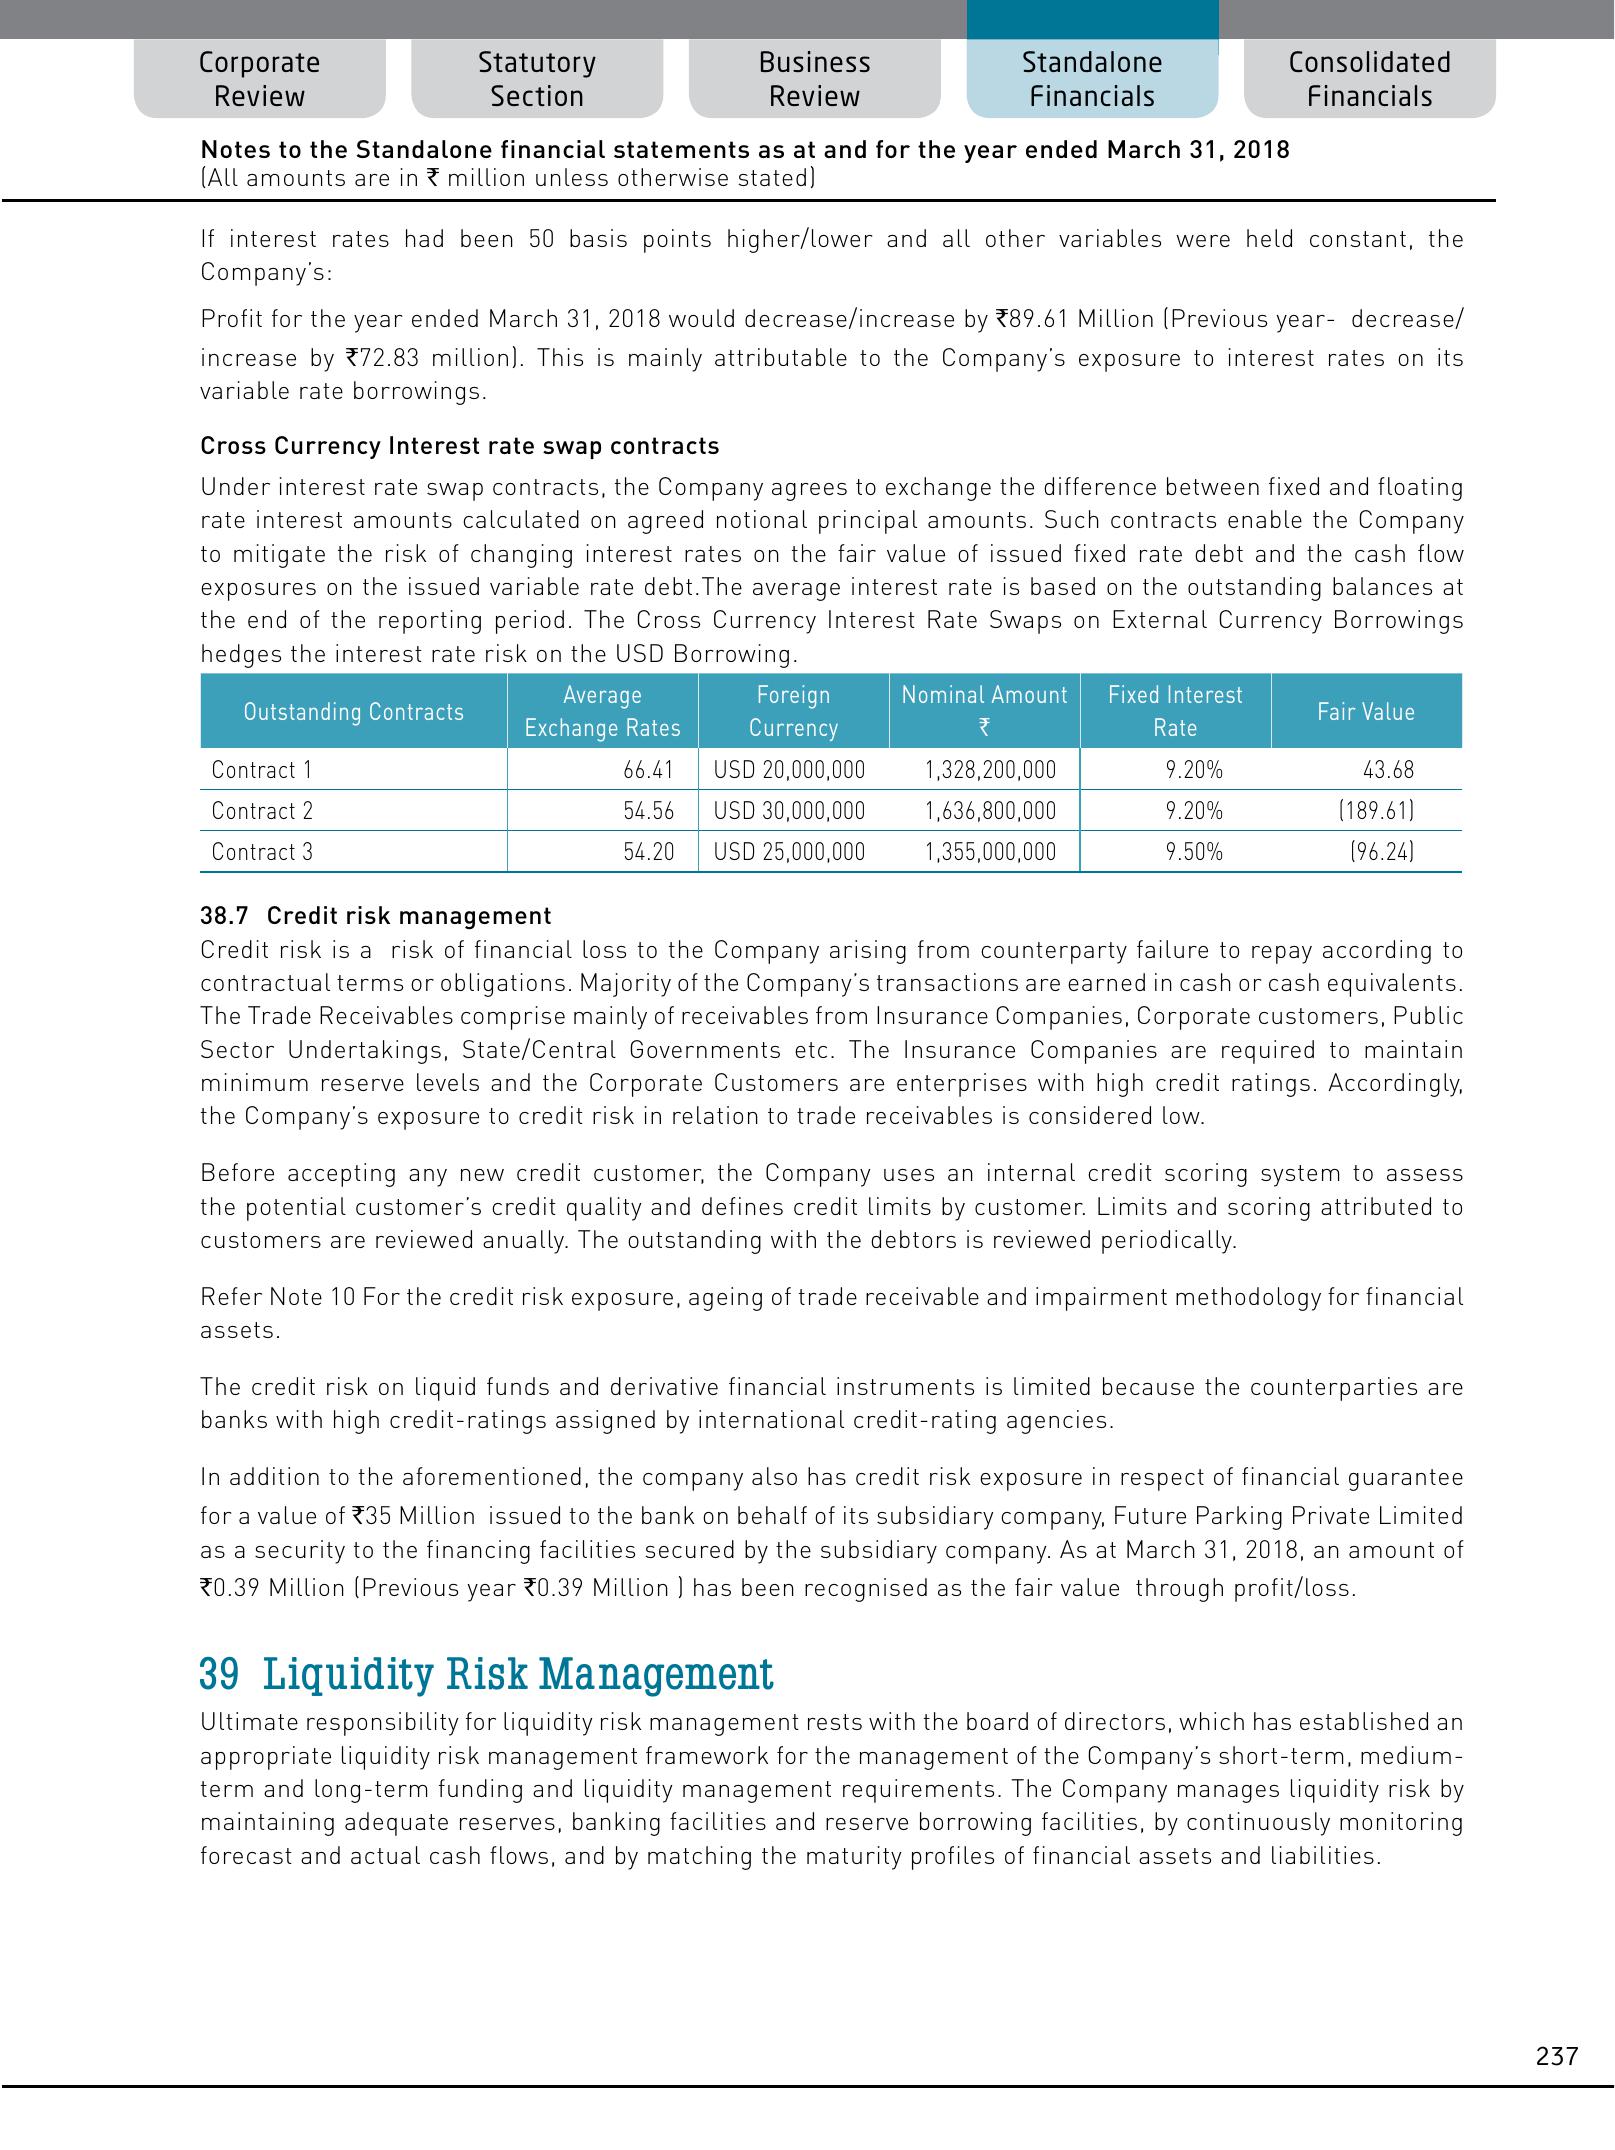 Corporate Review
Statutory Section
Business Review
Standalone Financials
Consolidated Financials
Notes to the Standalone financial statements as at and for the year ended March 31, 2018
(All amounts are in ₹ million unless otherwise stated)
If interest rates had been 50 basis points higher/lower and all other variables were held constant, the
Company's:
Profit for the year ended March 31, 2018 would decrease/increase by ₹89.61 Million (Previous year- decrease/
increase by ₹72.83 million). This is mainly attributable to the Company's exposure to interest rates on its
variable rate borrowings.
Cross Currency Interest rate swap contracts
Under interest rate swap contracts, the Company agrees to exchange the difference between fixed and floating
rate interest amounts calculated on agreed notional principal amounts. Such contracts enable the Company
to mitigate the risk of changing interest rates on the fair value of issued fixed rate debt and the cash flow
exposures on the issued variable rate debt.The average interest rate is based on the outstanding balances at
the end of the reporting period. The Cross Currency Interest Rate Swaps on External Currency Borrowings
hedges the interest rate risk on the USD Borrowing.
Outstanding Contracts Average Exchange Rates Foreign Currency Nominal Amount ₹ Fixed Interest Rate Fair Value
Contract 1 66.41 USD 20,000,000 1,328,200,000 9.20% 43.68
Contract 2 54.56 USD 30,000,000 1,636,800,000 9.20% (189.61)
Contract 3 54.20 USD 25,000,000 1,355,000,000 9.50% (96.24)
38.7 Credit risk management
Credit risk is a risk of financial loss to the Company arising from counterparty failure to repay according to
contractual terms or obligations. Majority of the Company's transactions are earned in cash or cash equivalents.
The Trade Receivables comprise mainly of receivables from Insurance Companies, Corporate customers, Public
Sector Undertakings, State/Central Governments etc. The Insurance Companies are required to maintain
minimum reserve levels and the Corporate Customers are enterprises with high credit ratings. Accordingly,
the Company's exposure to credit risk in relation to trade receivables is considered low.
Before accepting any new credit customer, the Company uses an internal credit scoring system to assess
the potential customer's credit quality and defines credit limits by customer. Limits and scoring attributed to
customers are reviewed anually. The outstanding with the debtors is reviewed periodically.
Refer Note 10 For the credit risk exposure, ageing of trade receivable and impairment methodology for financial
assets.
The credit risk on liquid funds and derivative financial instruments is limited because the counterparties are
banks with high credit-ratings assigned by international credit-rating agencies.
In addition to the aforementioned, the company also has credit risk exposure in respect of financial guarantee
for a value of ₹35 Million issued to the bank on behalf of its subsidiary company, Future Parking Private Limited
as a security to the financing facilities secured by the subsidiary company. As at March 31, 2018, an amount of
₹0.39 Million (Previous year ₹0.39 Million ) has been recognised as the fair value through profit/loss.
39 Liquidity Risk Management
Ultimate responsibility for liquidity risk management rests with the board of directors, which has established an
appropriate liquidity risk management framework for the management of the Company's short-term, medium-
term and long-term funding and liquidity management requirements. The Company manages liquidity risk by
maintaining adequate reserves, banking facilities and reserve borrowing facilities, by continuously monitoring
forecast and actual cash flows, and by matching the maturity profiles of financial assets and liabilities.
237